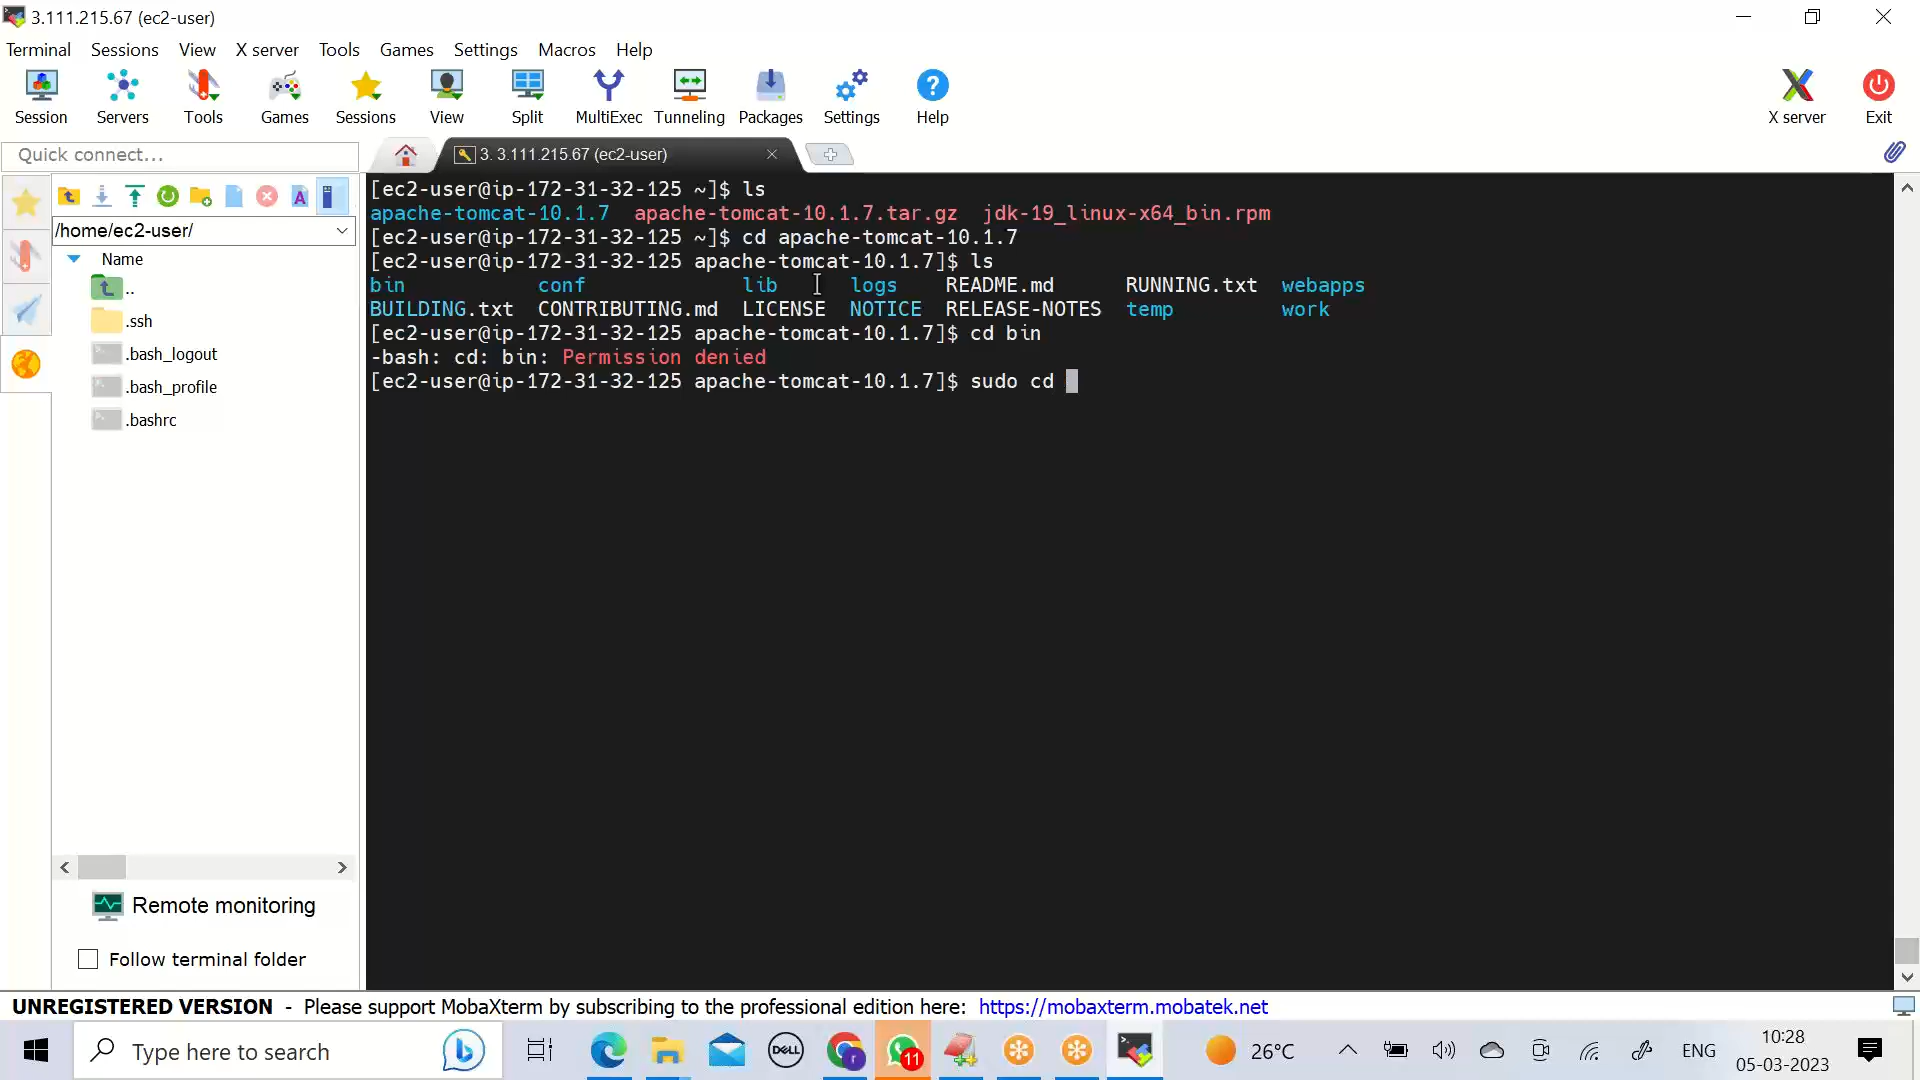 3.111.215.67 (ec2-user)
Terminal Sessions View X server Tools Games Settings Macros Help
Session Servers Tools Games Sessions View Split MultiExec Tunneling Packages Settings Help X server Exit
Quick connect...
3. 3.111.215.67 (ec2-user)
/home/ec2-user/
Name
..
.ssh
.bash_logout
.bash_profile
.bashrc
Remote monitoring
Follow terminal folder
[ec2-user@ip-172-31-32-125 ~]$ ls
apache-tomcat-10.1.7 apache-tomcat-10.1.7.tar.gz jdk-19_linux-x64_bin.rpm
[ec2-user@ip-172-31-32-125 ~]$ cd apache-tomcat-10.1.7
[ec2-user@ip-172-31-32-125 apache-tomcat-10.1.7]$ ls
bin conf lib logs README.md RUNNING.txt webapps
BUILDING.txt CONTRIBUTING.md LICENSE NOTICE RELEASE-NOTES temp work
[ec2-user@ip-172-31-32-125 apache-tomcat-10.1.7]$ cd bin
-bash: cd: bin: Permission denied
[ec2-user@ip-172-31-32-125 apache-tomcat-10.1.7]$ sudo cd
UNREGISTERED VERSION - Please support MobaXterm by subscribing to the professional edition here: https://mobaxterm.mobatek.net
Type here to search
DELL
11
26°C
ENG
10:28
05-03-2023